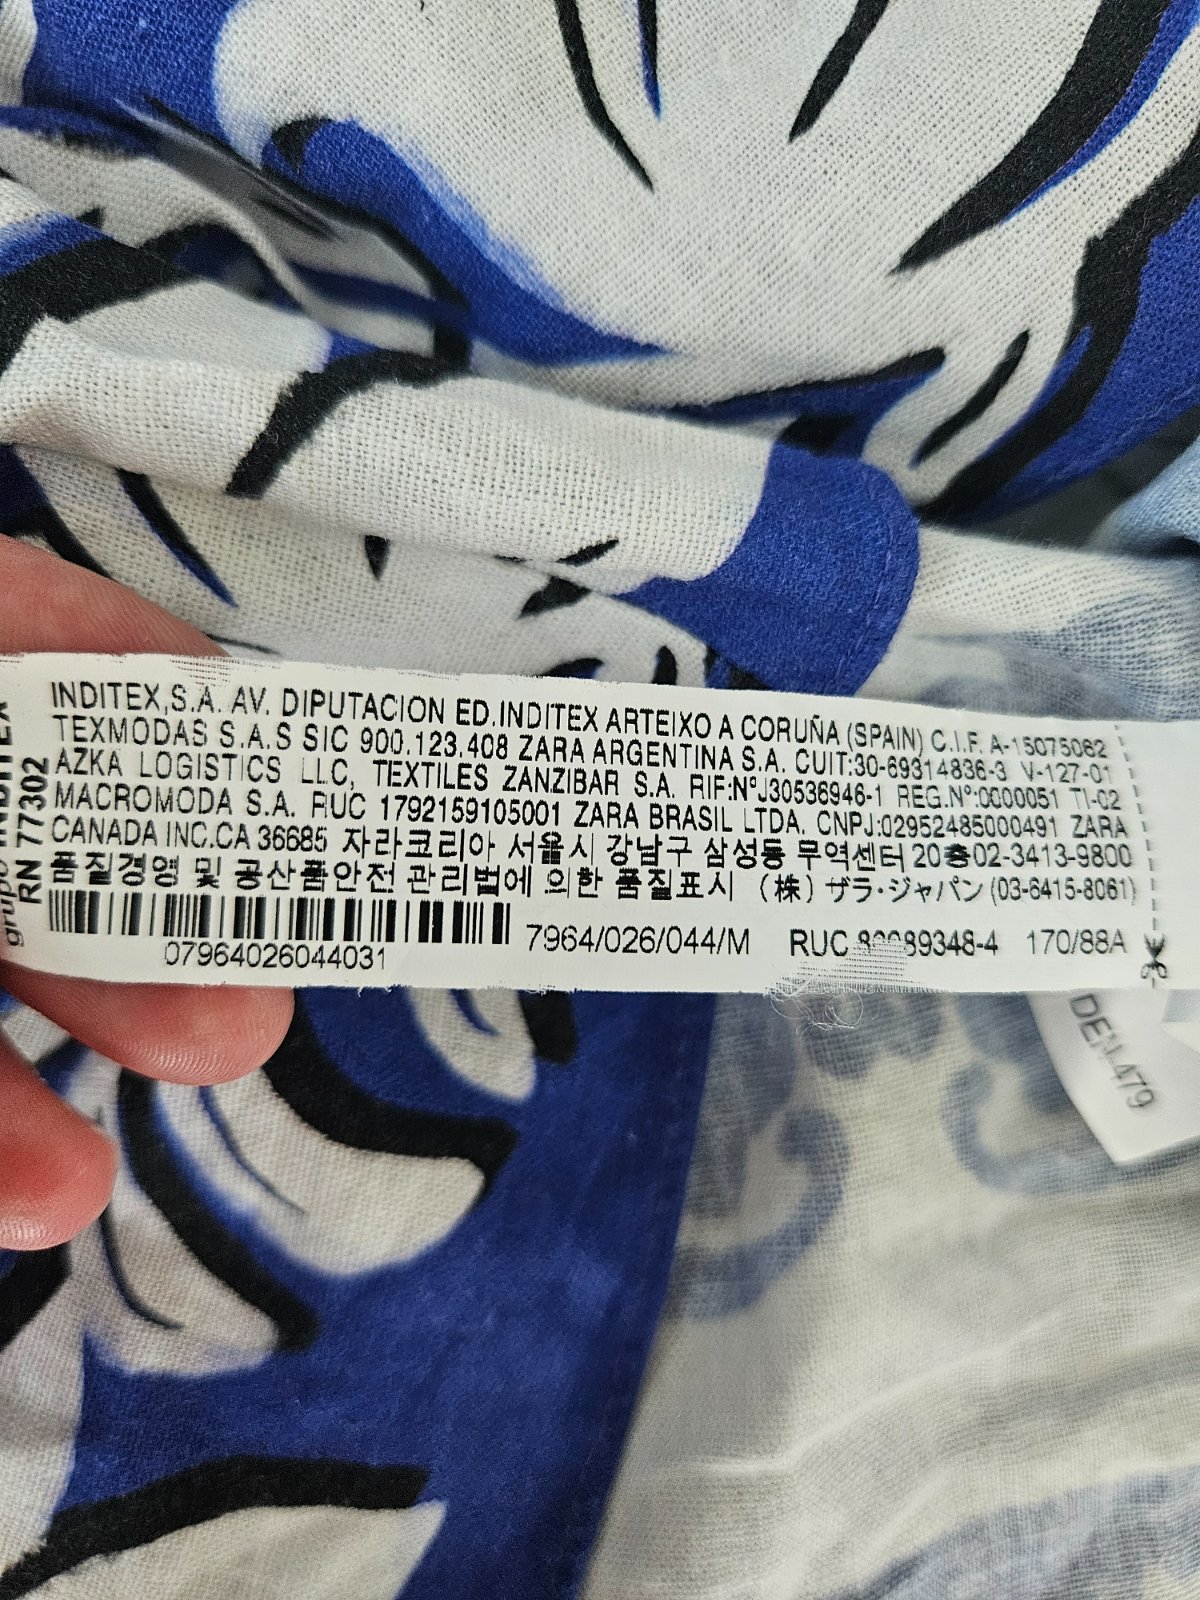 INDITEX,S.A. AV. DIPUTACION ED.INDITEX ARTEIXO A CORUÑA (SPAIN) C.I.F. A-15075062
TEXMODAS S.A.S SIC 900.123.408 ZARA ARGENTINA S.A. CUIT:30-69314836-3 V-127-01
AZKA LOGISTICS LLC, TEXTILES ZANZIBAR S.A. RIF:NºJ30536946-1 REG.Nº:0000051 TI-02
MACROMODA S.A. RUC 1792159105001 ZARA BRASIL LTDA. CNPJ:02952485000491 ZARA
CANADA INC.CA 36685 자라코리아 서울시 강남구 삼성동 무역센터 20층02-3413-9800
품질경영 및 공산품안전 관리법에 의한 품질표시 (株) ザラ・ジャパン (03-6415-8061)
07964026044031 7964/026/044/M RUC 170/88A
grupo INDITEX
RN 77302
DEN.479